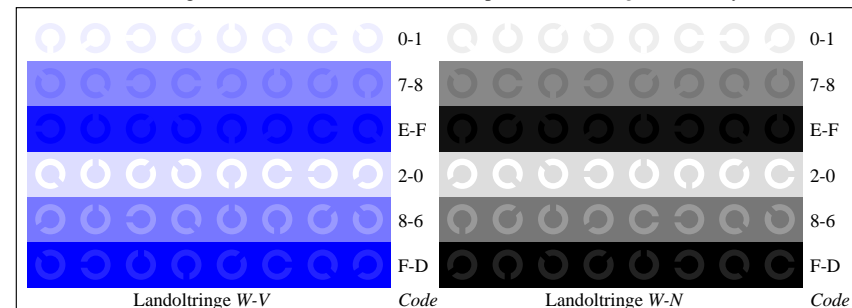 0-1 0-1
7-8 7-8
E-F E-F
2-0 2-0
8-6 8-6
F-D F-D
Landoltringe W-V Code Landoltringe W-N Code